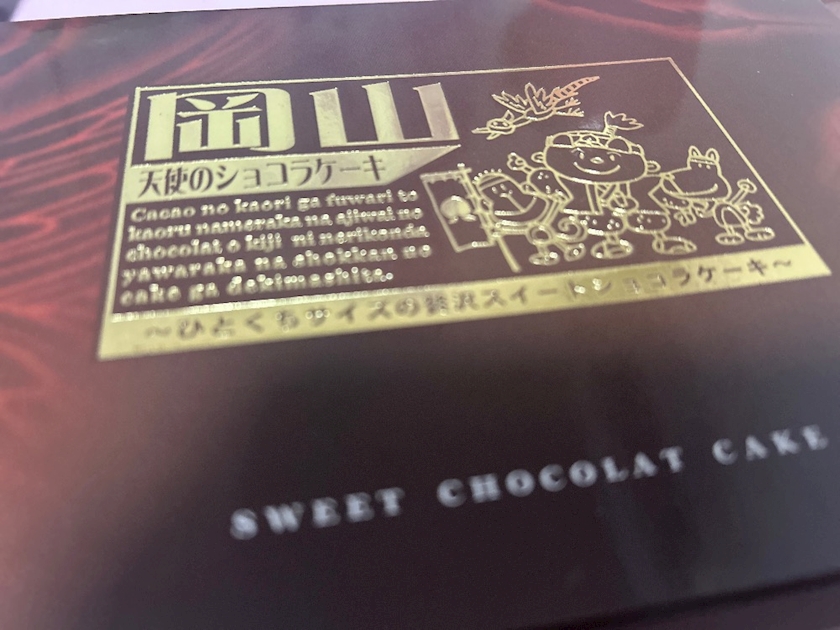 岡山
天使のショコラケーキ
Cacao no kaori ga fuwari to
kaoru nameraka na ajiwai no
chocolat o kiji ni nerikonda
yawaraka na shokkan no
cake ga dekimashita.
～ひとくちサイズの贅沢スイートショコラケーキ～
SWEET CHOCOLAT CAKE